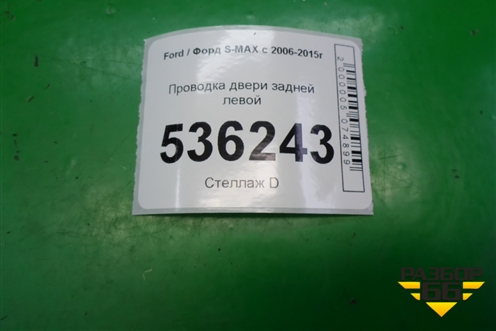 Ford / Форд S-MAX с 2006-2015г
Проводка двери задней
левой
536243
Стеллаж D
2000005074899
РАЗБОР
66